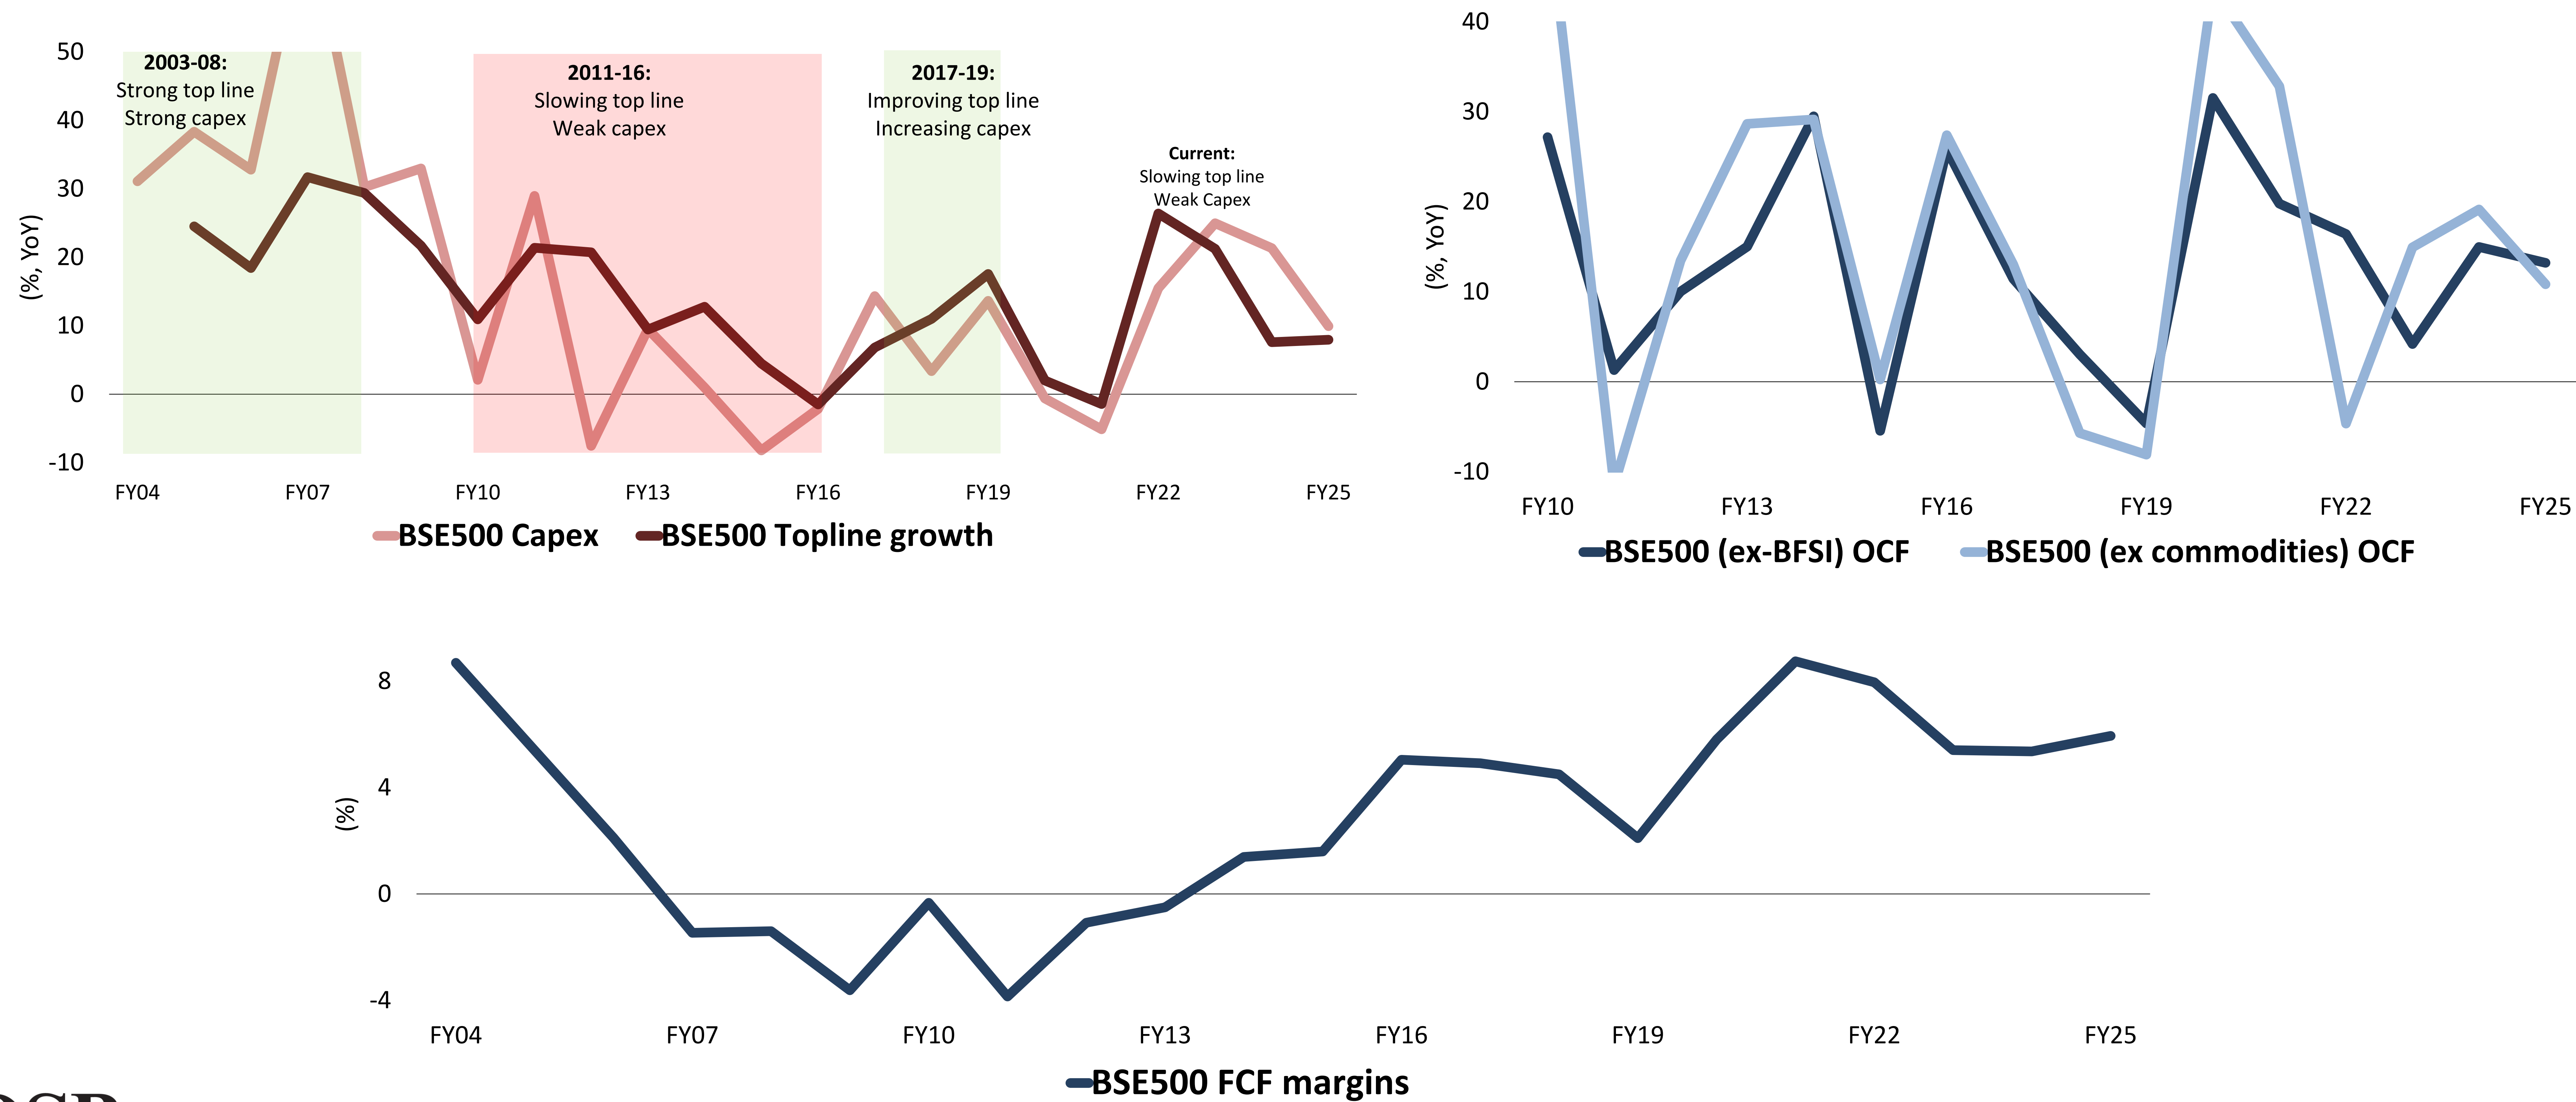 50
40
30
20
10
0
-10
(%, YoY)
2003-08:
Strong top line
Strong capex
2011-16:
Slowing top line
Weak capex
2017-19:
Improving top line
Increasing capex
Current:
Slowing top line
Weak Capex
FY04 FY07 FY10 FY13 FY16 FY19 FY22 FY25
BSE500 Capex BSE500 Topline growth
40
30
20
10
0
-10
(%, YoY)
FY10 FY13 FY16 FY19 FY22 FY25
BSE500 (ex-BFSI) OCF BSE500 (ex commodities) OCF
8
4
0
-4
(%)
FY04 FY07 FY10 FY13 FY16 FY19 FY22 FY25
BSE500 FCF margins